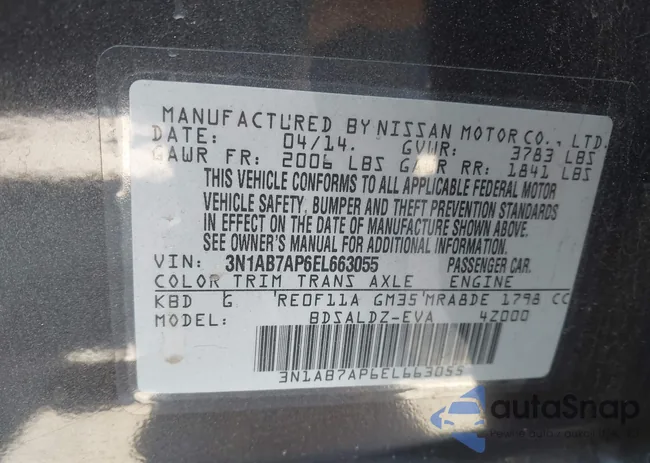 MANUFACTURED BY NISSAN MOTOR CO., LTD.
DATE: 04/14. GVWR: 3783 LBS
GAWR FR: 2006 LBS GAWR RR: 1841 LBS
THIS VEHICLE CONFORMS TO ALL APPLICABLE FEDERAL MOTOR
VEHICLE SAFETY, BUMPER AND THEFT PREVENTION STANDARDS
IN EFFECT ON THE DATE OF MANUFACTURE SHOWN ABOVE.
SEE OWNER'S MANUAL FOR ADDITIONAL INFORMATION.
VIN: 3N1AB7AP6EL663055 PASSENGER CAR.
COLOR TRIM TRANS AXLE ENGINE
KBD G RE0F11A GM35 MRA8DE 1798 CC
MODEL: BDSALDZ-EVA 4Z000
3N1AB7AP6EL663055
autoSnap